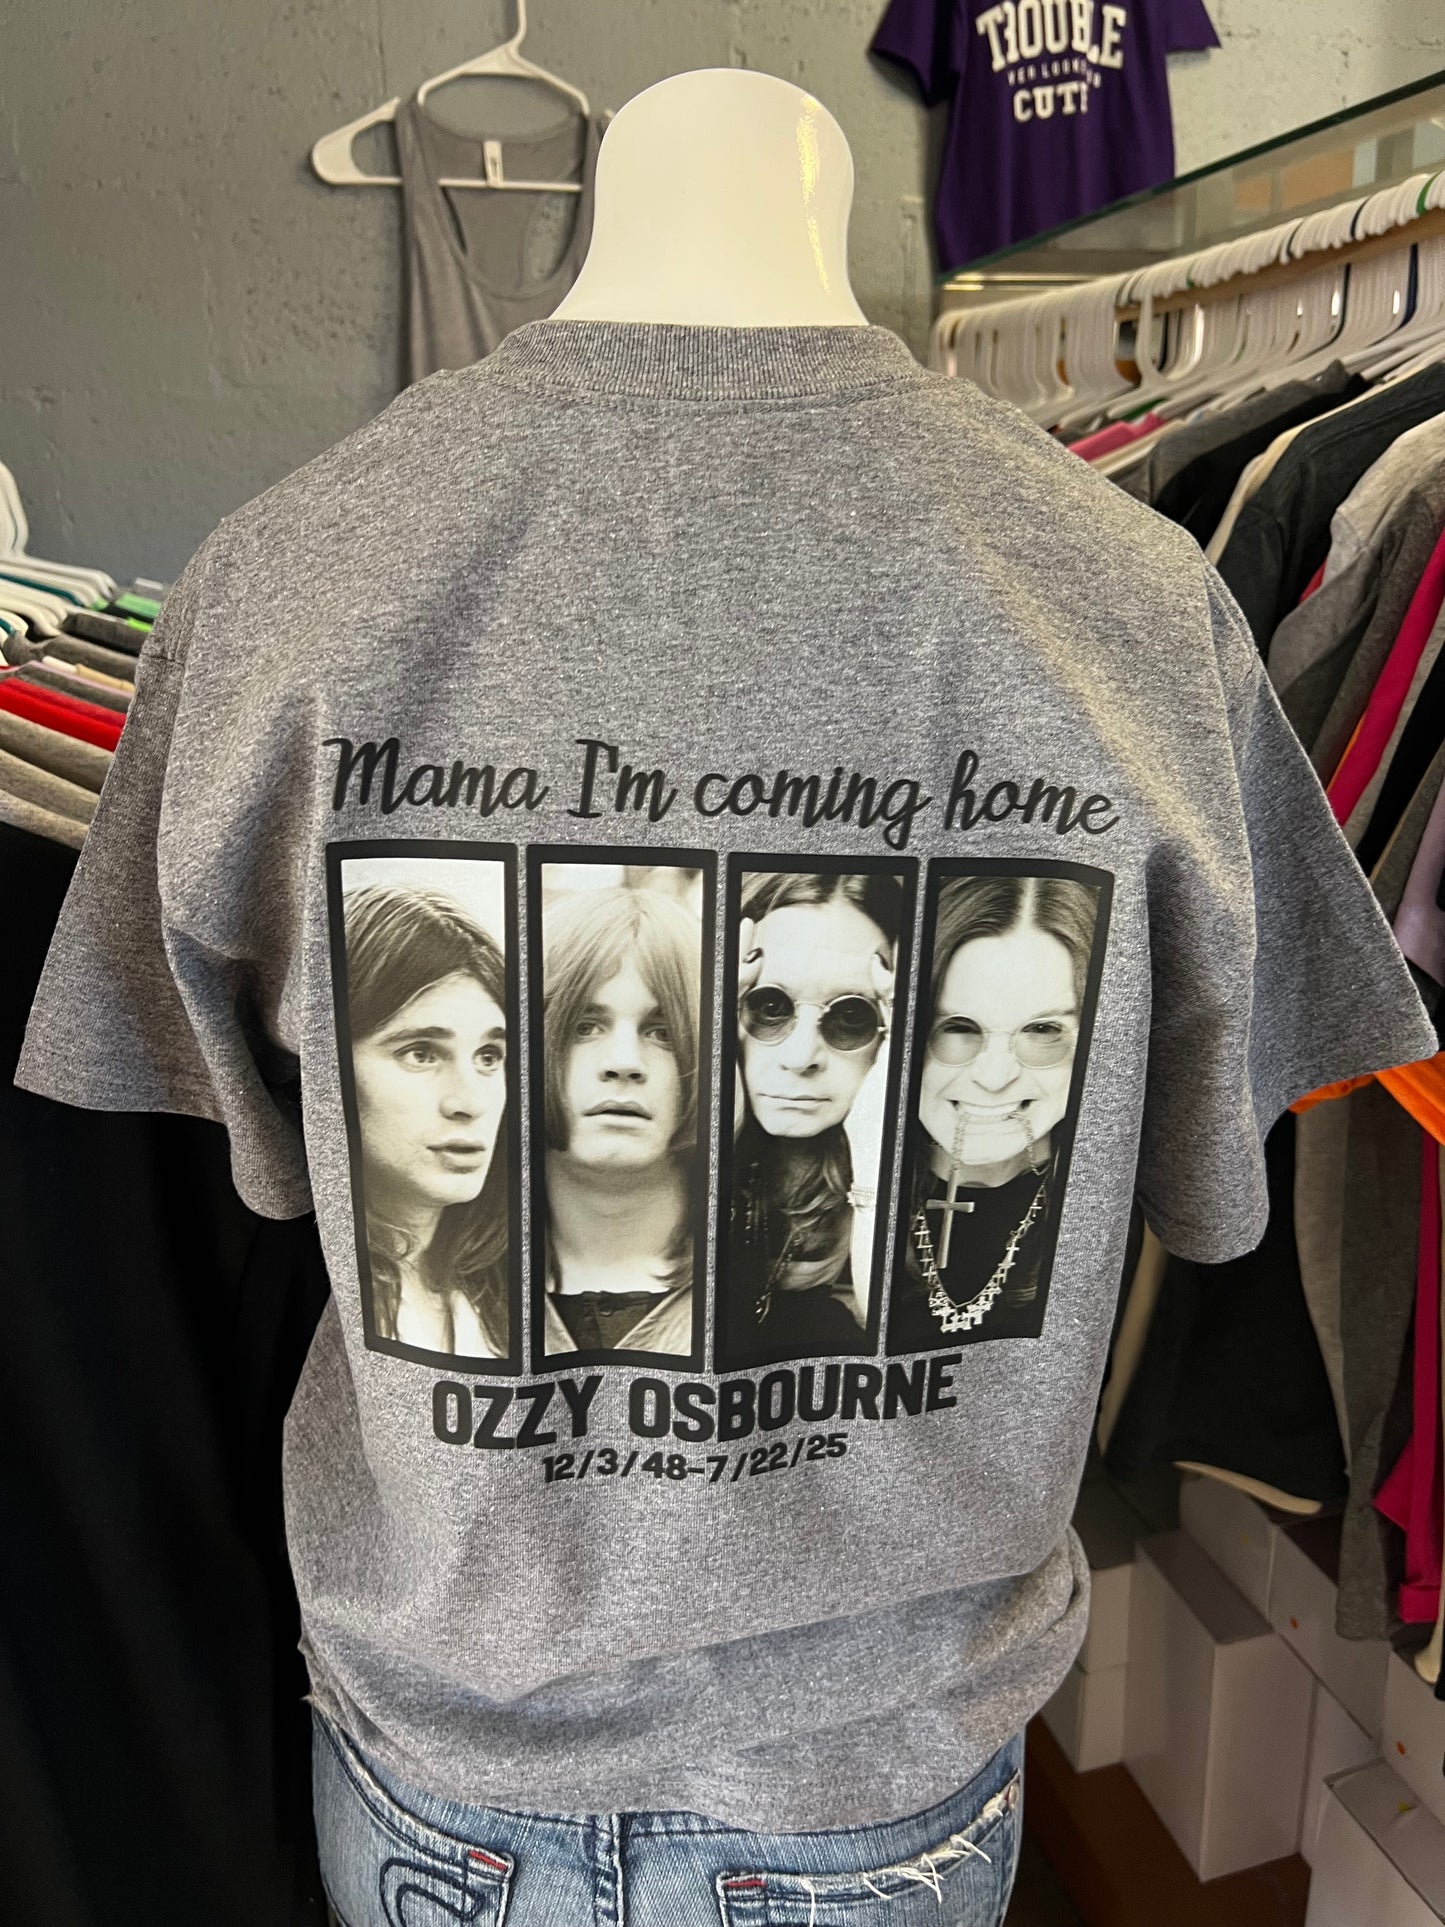 TROUBLE
CUTE
Mama I'm coming home
OZZY OSBOURNE
12/3/48-7/22/25